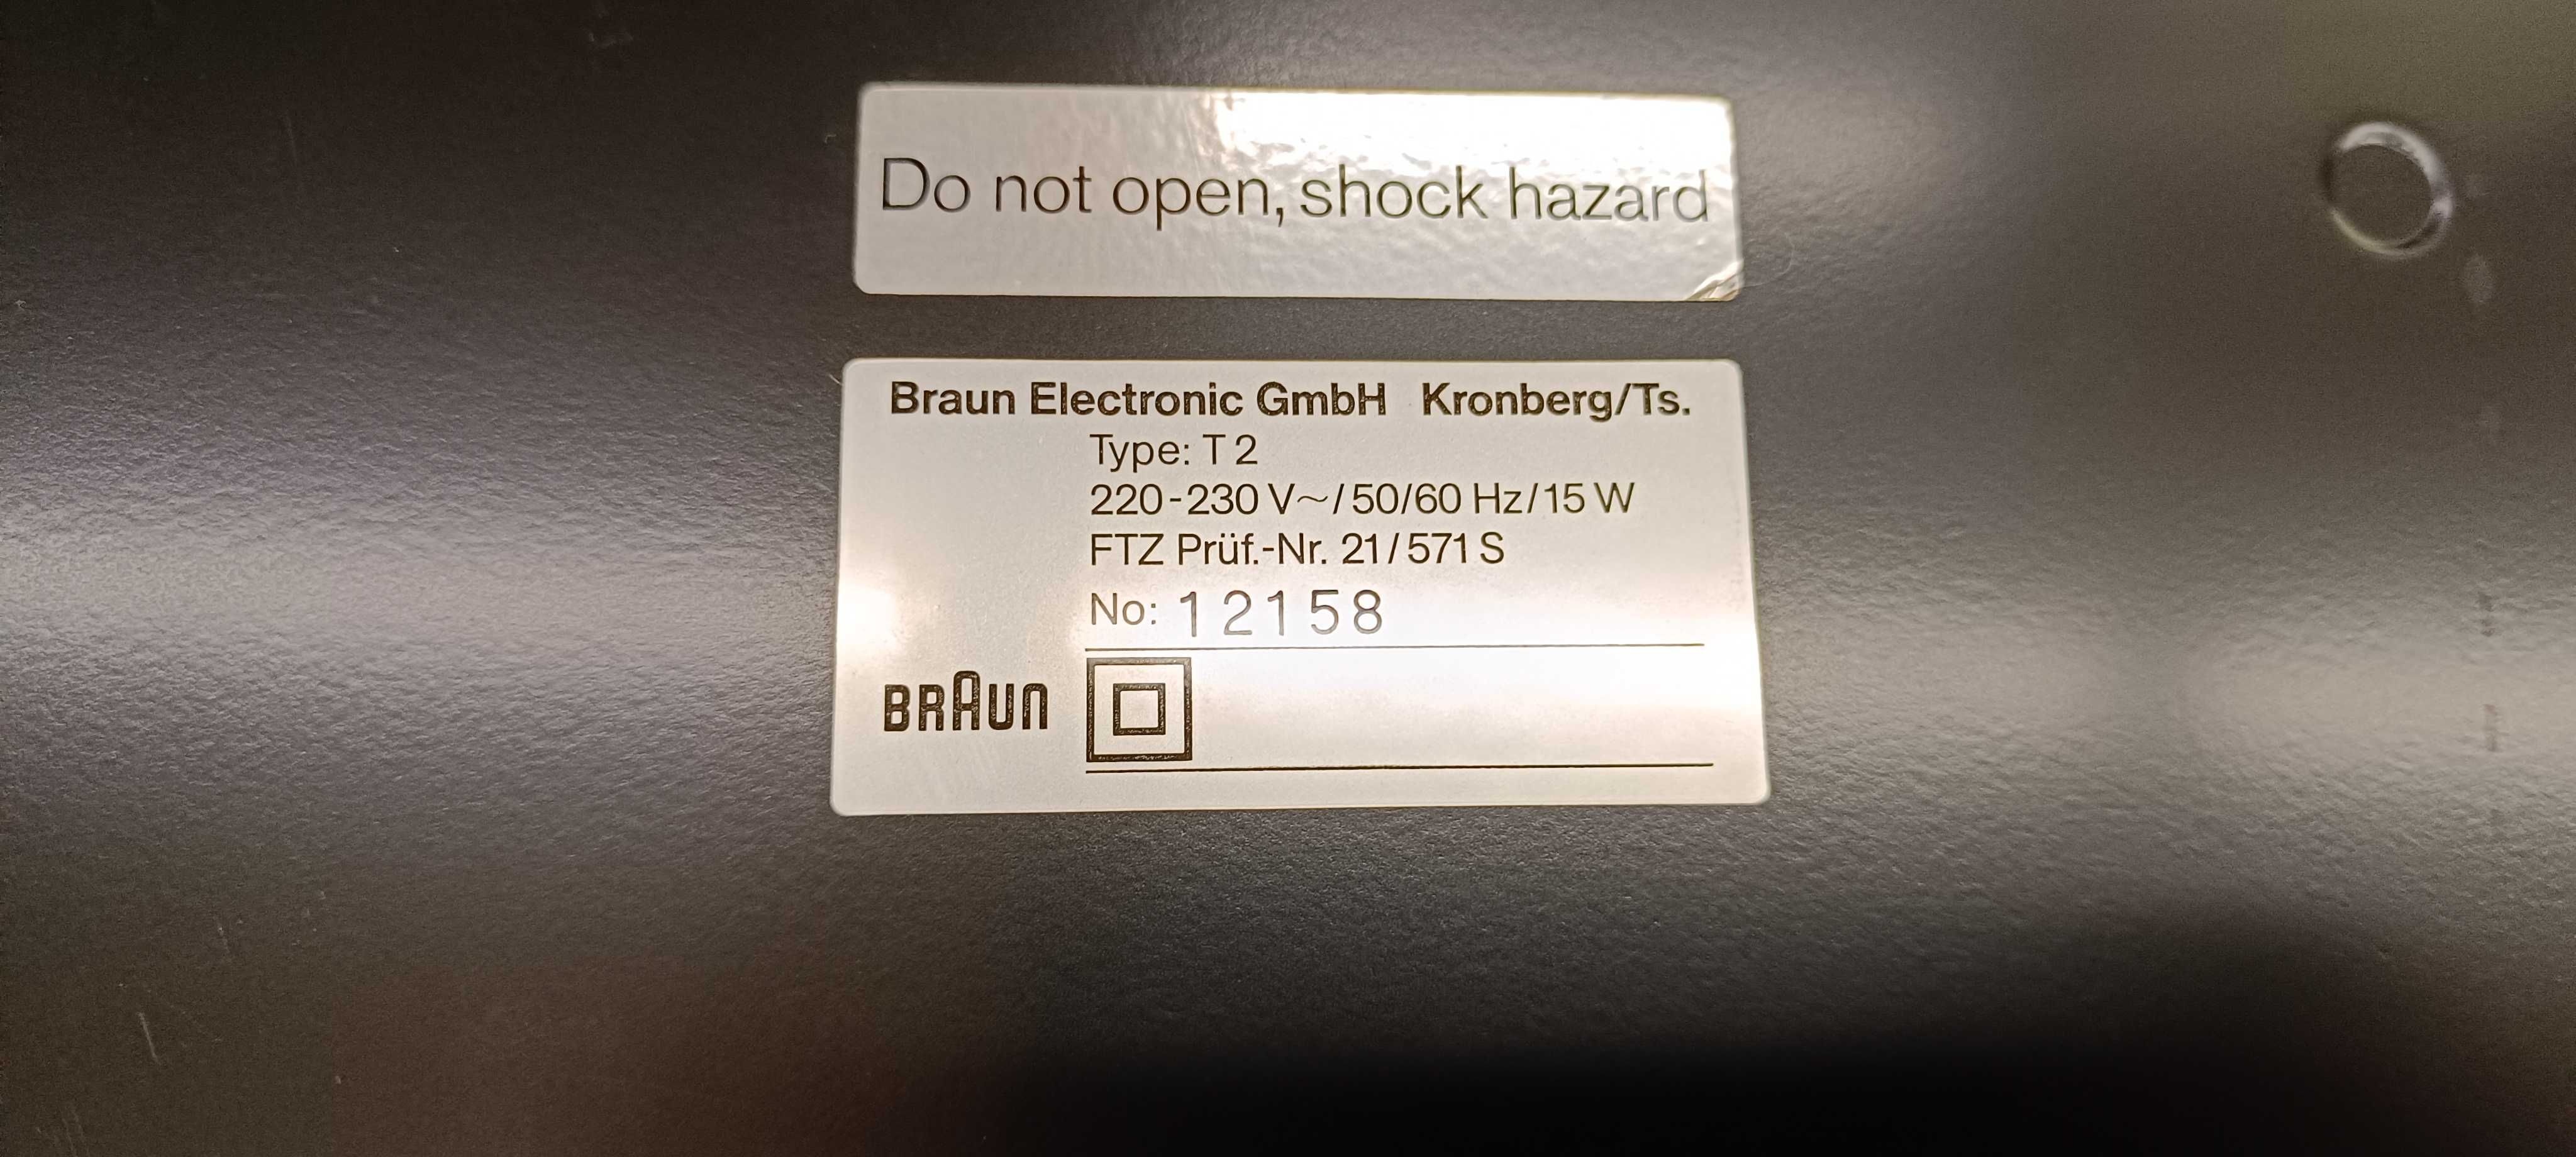 Do not open, shock hazard
Braun Electronic GmbH Kronberg/Ts.
Type: T 2
220-230 V~/50/60 Hz/15 W
FTZ Prüf.-Nr. 21/571 S
No: 12158
BRAUN